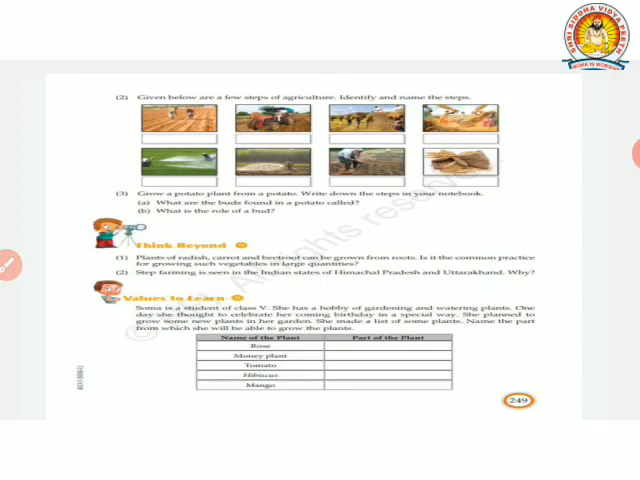 SHRI SIDDHA VIDYA PEETH
WORK IS WORSHIP
(2) Given below are a few steps of agriculture. Identify and name the steps.
(3) Grow a potato plant from a potato. Write down the steps in your notebook.
(a) What are the buds found in a potato called?
(b) What is the role of a bud?
Think Beyond
(1) Plants of radish, carrot and beetroot can be grown from roots. Is it the common practice
for growing such vegetables in large quantities?
(2) Step farming is seen in the Indian states of Himachal Pradesh and Uttarakhand. Why?
Values to Learn
Soma is a student of class V. She has a hobby of gardening and watering plants. One
day she thought to celebrate her coming birthday in a special way. She planned to
grow some new plants in her garden. She made a list of some plants. Name the part
from which she will be able to grow the plants.
Name of the Plant Part of the Plant
Rose
Money plant
Tomato
Hibiscus
Mango
249